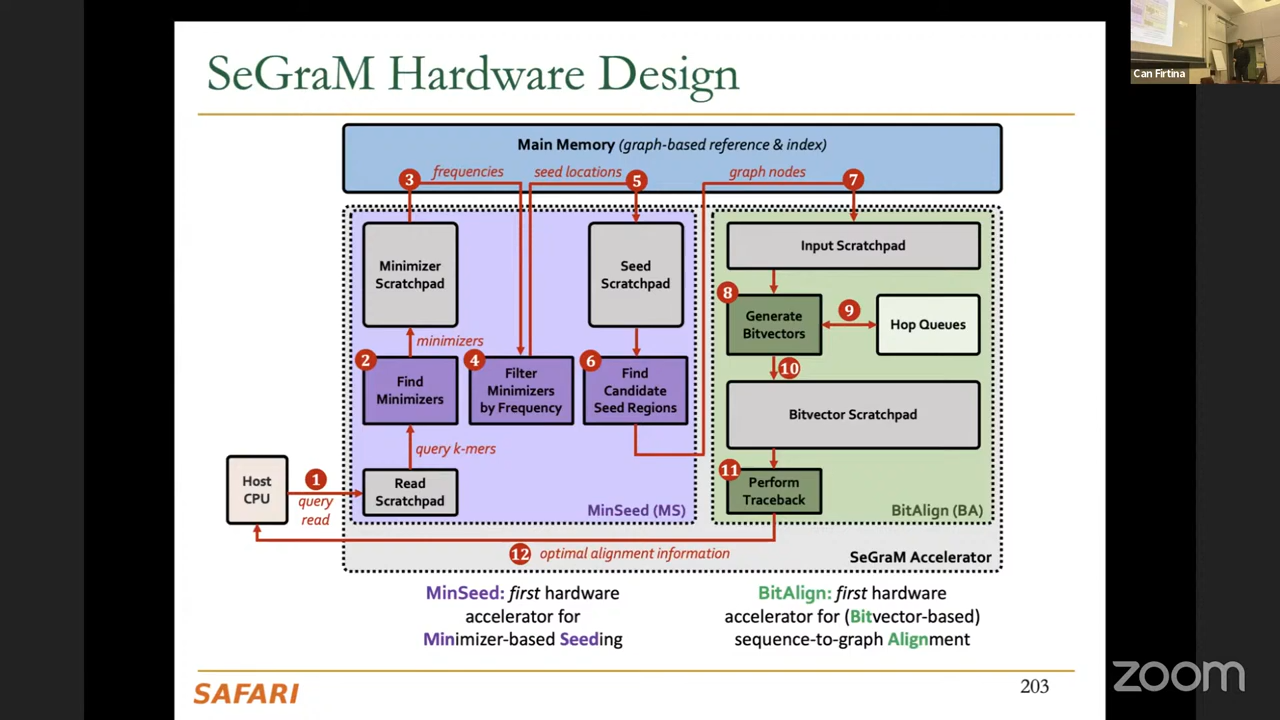 SeGraM Hardware Design
Can Firtina
Main Memory (graph-based reference & index)
3
frequencies
seed locations
5
graph nodes
7
Minimizer
Scratchpad
Seed
Scratchpad
Input Scratchpad
8
Generate
Bitvectors
9
Hop Queues
minimizers
2
Find
Minimizers
4
Filter
Minimizers
by Frequency
6
Find
Candidate
Seed Regions
10
Bitvector Scratchpad
query k-mers
Host
CPU
1
query
read
Read
Scratchpad
MinSeed (MS)
11
Perform
Traceback
BitAlign (BA)
12
optimal alignment information
SeGraM Accelerator
MinSeed: first hardware
accelerator for
Minimizer-based Seeding
BitAlign: first hardware
accelerator for (Bitvector-based)
sequence-to-graph Alignment
SAFARI
203
zoom